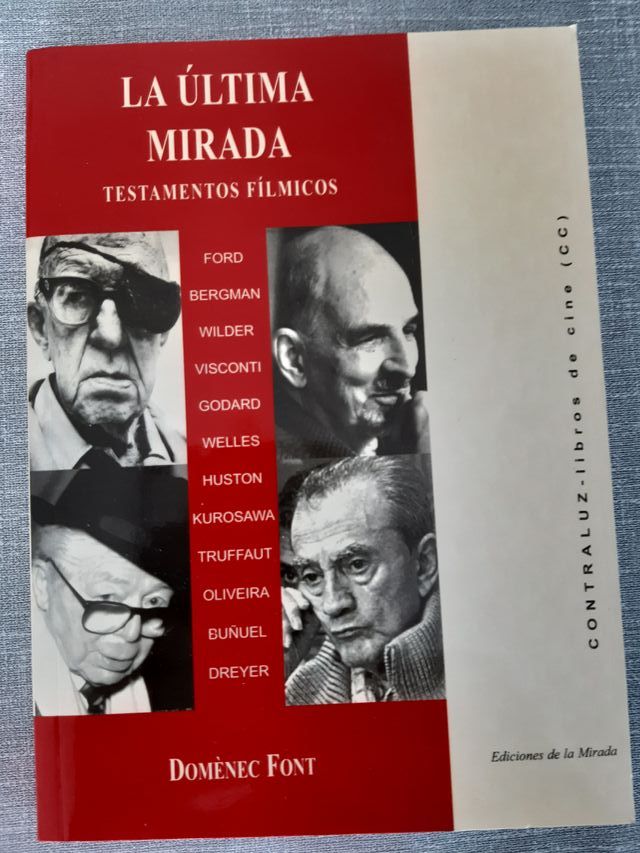 LA ÚLTIMA
MIRADA
TESTAMENTOS FÍLMICOS
FORD
BERGMAN
WILDER
VISCONTI
GODARD
WELLES
HUSTON
KUROSAWA
TRUFFAUT
OLIVEIRA
BUÑUEL
DREYER
DOMÈNEC FONT
CONTRALUZ-libros de cine (CC)
Ediciones de la Mirada